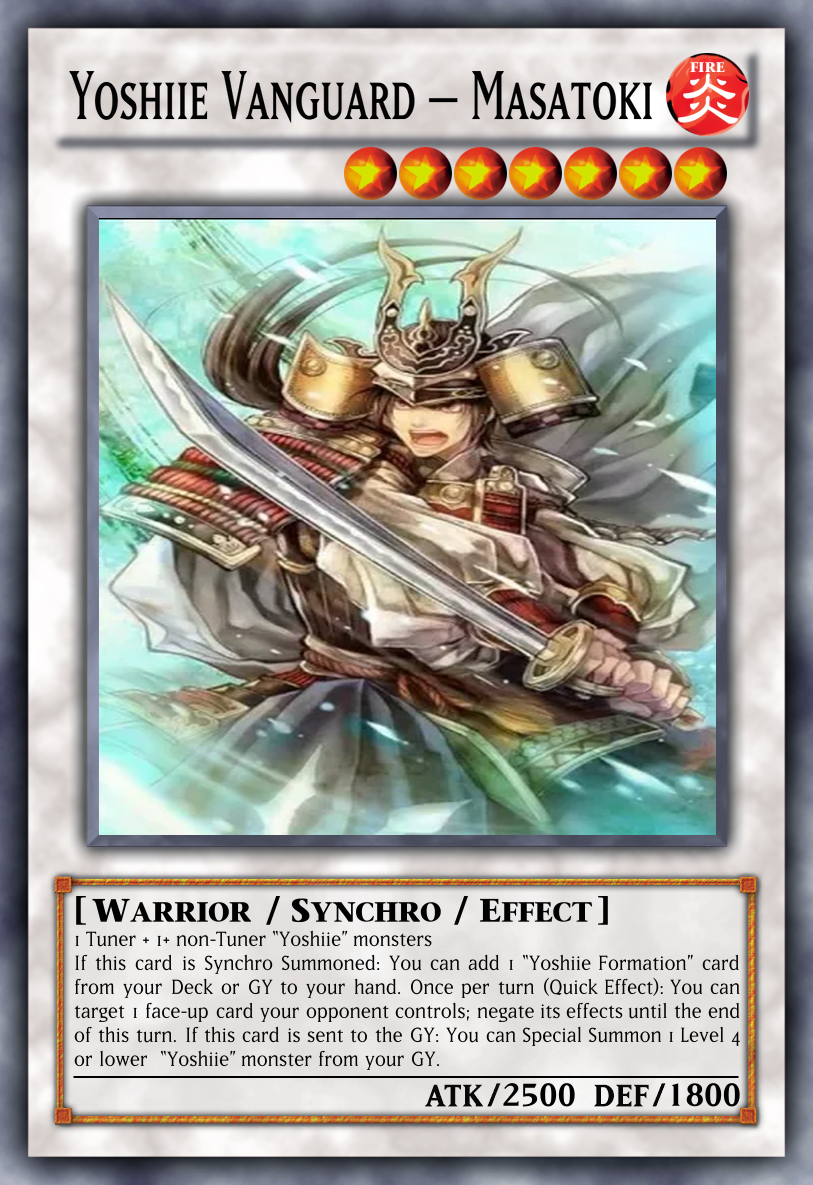 Yoshiie Vanguard – Masatoki
FIRE
炎
[ Warrior / Synchro / Effect ]
1 Tuner + 1+ non-Tuner "Yoshiie" monsters
If this card is Synchro Summoned: You can add 1 "Yoshiie Formation" card
from your Deck or GY to your hand. Once per turn (Quick Effect): You can
target 1 face-up card your opponent controls; negate its effects until the end
of this turn. If this card is sent to the GY: You can Special Summon 1 Level 4
or lower "Yoshiie" monster from your GY.
ATK/2500 DEF/1800